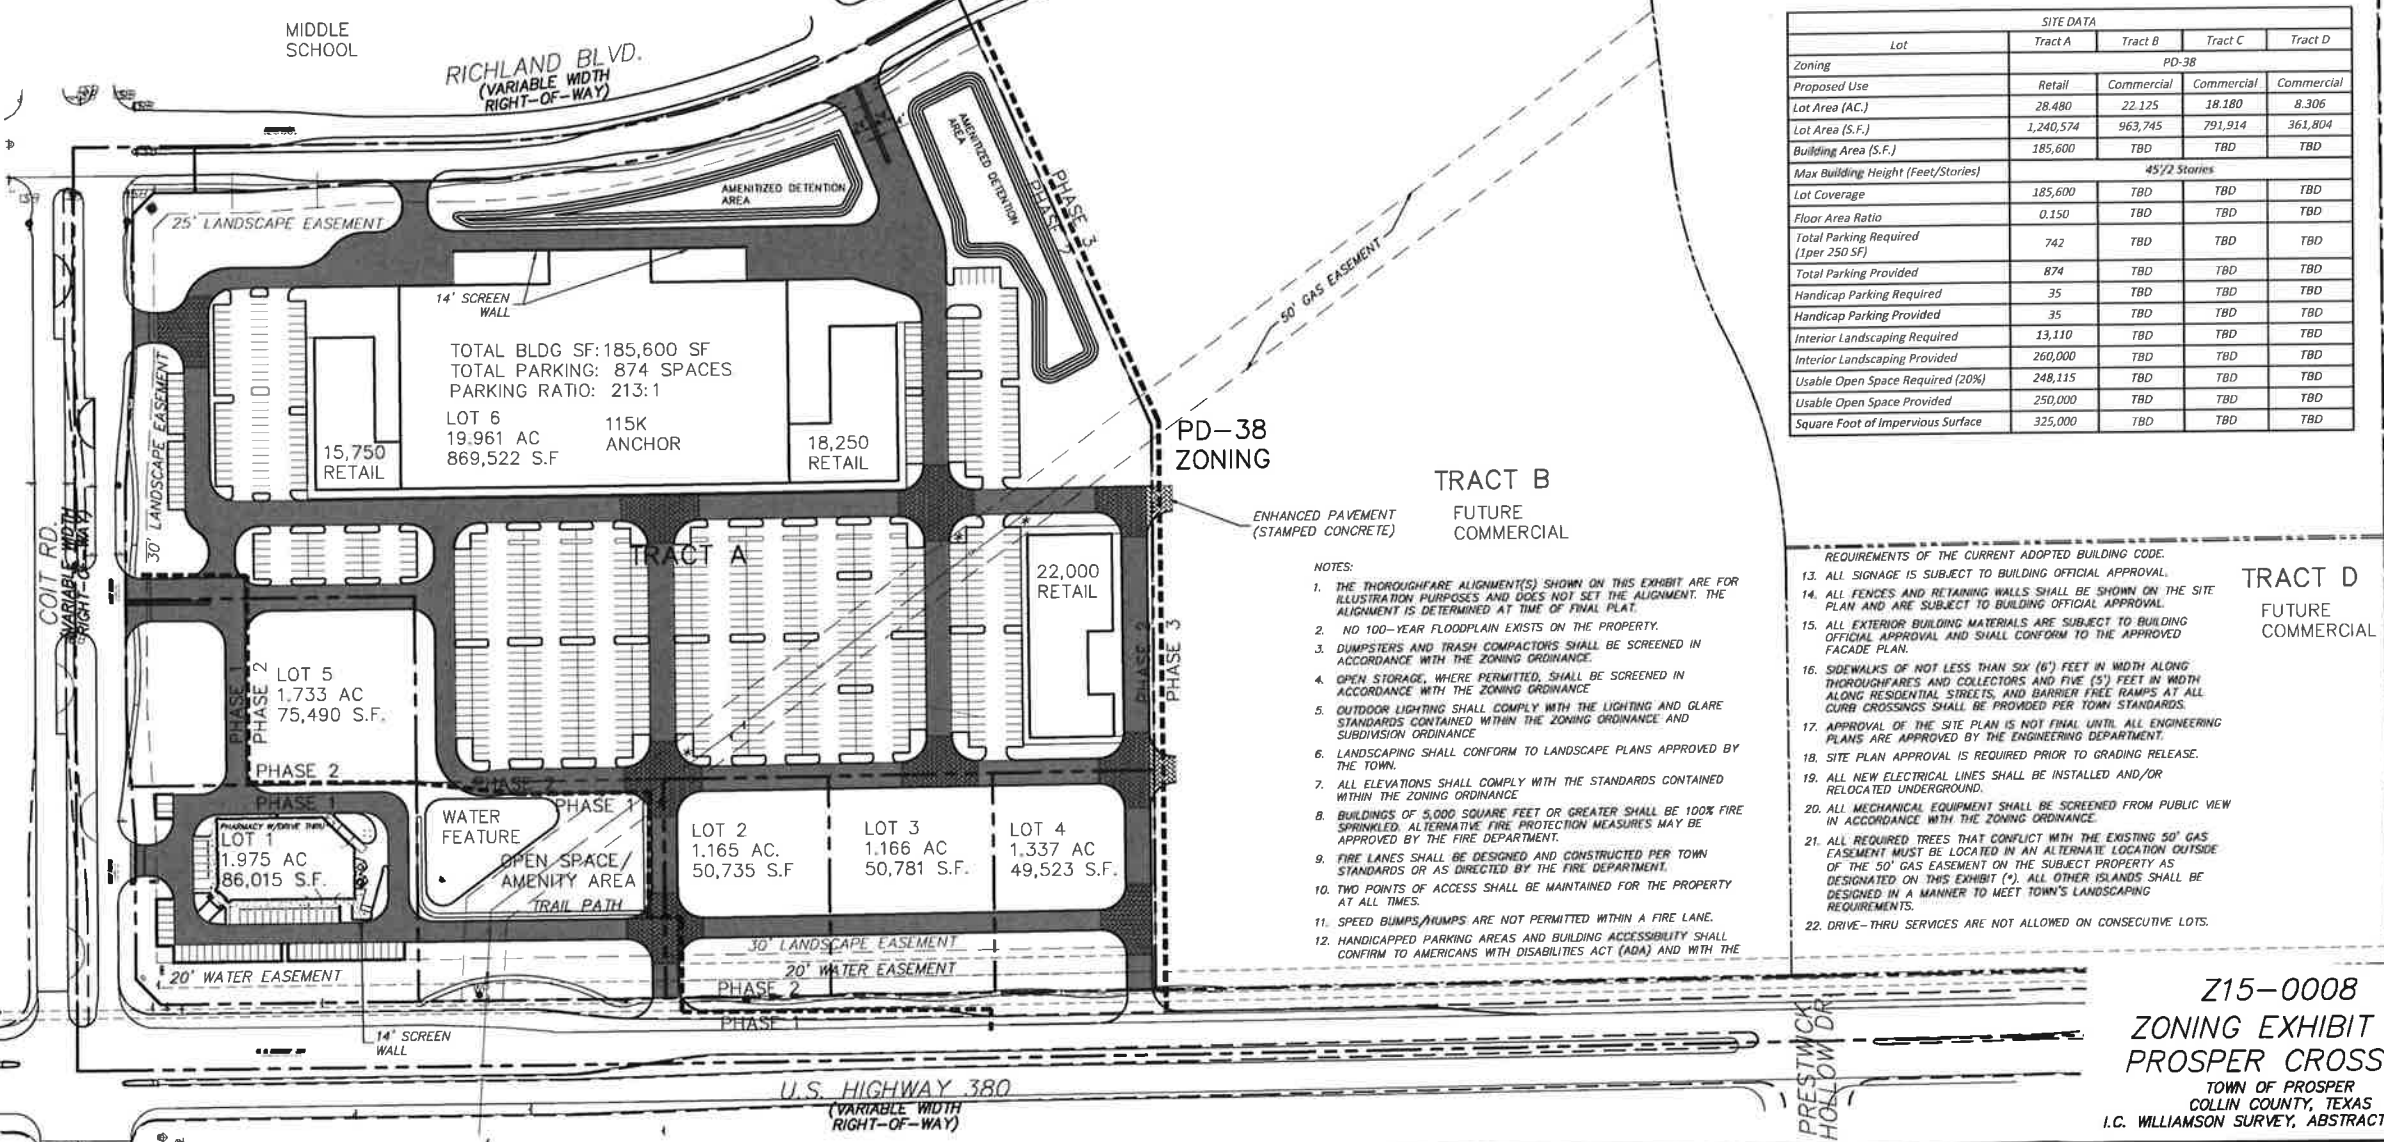 MIDDLE
SCHOOL
RICHLAND BLVD.
(VARIABLE WIDTH
RIGHT-OF-WAY)
25' LANDSCAPE EASEMENT
AMENITIZED DETENTION
AREA
AMENITIZED DETENTION
AREA
PHASE 3
PHASE
50' GAS EASEMENT
14' SCREEN
WALL
TOTAL BLDG SF: 185,600 SF
TOTAL PARKING: 874 SPACES
PARKING RATIO: 213:1
LOT 6
19.961 AC
869,522 S.F
115K
ANCHOR
15,750
RETAIL
18,250
RETAIL
30' LANDSCAPE EASEMENT
COIT RD.
(VARIABLE WIDTH
RIGHT-OF-WAY)
PD-38
ZONING
TRACT B
FUTURE
COMMERCIAL
ENHANCED PAVEMENT
(STAMPED CONCRETE)
TRACT A
22,000
RETAIL
PHASE 2
PHASE 3
LOT 5
1.733 AC
75,490 S.F.
PHASE 1
PHASE 2
PHASE 2
PHASE 1
PHASE 2
PHASE 1
PHARMACY W/DRIVE THRU
LOT 1
1.975 AC
86,015 S.F.
WATER
FEATURE
OPEN SPACE/
AMENITY AREA
TRAIL PATH
LOT 2
1.165 AC.
50,735 S.F
LOT 3
1.166 AC
50,781 S.F.
LOT 4
1.337 AC
49,523 S.F.
30' LANDSCAPE EASEMENT
20' WATER EASEMENT
20' WATER EASEMENT
PHASE 2
PHASE 1
14' SCREEN
WALL
U.S. HIGHWAY 380
(VARIABLE WIDTH
RIGHT-OF-WAY)
PRESTWICK
HOLLOW DR
SITE DATA
Lot Tract A Tract B Tract C Tract D
Zoning PD-38
Proposed Use Retail Commercial Commercial Commercial
Lot Area (AC.) 28.480 22.125 18.180 8.306
Lot Area (S.F.) 1,240,574 963,745 791,914 361,804
Building Area (S.F.) 185,600 TBD TBD TBD
Max Building Height (Feet/Stories) 45'/2 Stories
Lot Coverage 185,600 TBD TBD TBD
Floor Area Ratio 0.150 TBD TBD TBD
Total Parking Required
(1per 250 SF) 742 TBD TBD TBD
Total Parking Provided 874 TBD TBD TBD
Handicap Parking Required 35 TBD TBD TBD
Handicap Parking Provided 35 TBD TBD TBD
Interior Landscaping Required 13,110 TBD TBD TBD
Interior Landscaping Provided 260,000 TBD TBD TBD
Usable Open Space Required (20%) 248,115 TBD TBD TBD
Usable Open Space Provided 250,000 TBD TBD TBD
Square Foot of Impervious Surface 325,000 TBD TBD TBD
NOTES:
1. THE THOROUGHFARE ALIGNMENT(S) SHOWN ON THIS EXHIBIT ARE FOR
ILLUSTRATION PURPOSES AND DOES NOT SET THE ALIGNMENT. THE
ALIGNMENT IS DETERMINED AT TIME OF FINAL PLAT.
2. NO 100-YEAR FLOODPLAIN EXISTS ON THE PROPERTY.
3. DUMPSTERS AND TRASH COMPACTORS SHALL BE SCREENED IN
ACCORDANCE WITH THE ZONING ORDINANCE.
4. OPEN STORAGE, WHERE PERMITTED, SHALL BE SCREENED IN
ACCORDANCE WITH THE ZONING ORDINANCE
5. OUTDOOR LIGHTING SHALL COMPLY WITH THE LIGHTING AND GLARE
STANDARDS CONTAINED WITHIN THE ZONING ORDINANCE AND
SUBDIVISION ORDINANCE
6. LANDSCAPING SHALL CONFORM TO LANDSCAPE PLANS APPROVED BY
THE TOWN.
7. ALL ELEVATIONS SHALL COMPLY WITH THE STANDARDS CONTAINED
WITHIN THE ZONING ORDINANCE
8. BUILDINGS OF 5,000 SQUARE FEET OR GREATER SHALL BE 100% FIRE
SPRINKLED. ALTERNATIVE FIRE PROTECTION MEASURES MAY BE
APPROVED BY THE FIRE DEPARTMENT.
9. FIRE LANES SHALL BE DESIGNED AND CONSTRUCTED PER TOWN
STANDARDS OR AS DIRECTED BY THE FIRE DEPARTMENT.
10. TWO POINTS OF ACCESS SHALL BE MAINTAINED FOR THE PROPERTY
AT ALL TIMES.
11. SPEED BUMPS/HUMPS ARE NOT PERMITTED WITHIN A FIRE LANE.
12. HANDICAPPED PARKING AREAS AND BUILDING ACCESSIBILITY SHALL
CONFIRM TO AMERICANS WITH DISABILITIES ACT (ADA) AND WITH THE
REQUIREMENTS OF THE CURRENT ADOPTED BUILDING CODE.
13. ALL SIGNAGE IS SUBJECT TO BUILDING OFFICIAL APPROVAL.
14. ALL FENCES AND RETAINING WALLS SHALL BE SHOWN ON THE SITE
PLAN AND ARE SUBJECT TO BUILDING OFFICIAL APPROVAL.
15. ALL EXTERIOR BUILDING MATERIALS ARE SUBJECT TO BUILDING
OFFICIAL APPROVAL AND SHALL CONFORM TO THE APPROVED
FACADE PLAN.
16. SIDEWALKS OF NOT LESS THAN SIX (6') FEET IN WIDTH ALONG
THOROUGHFARES AND COLLECTORS AND FIVE (5') FEET IN WIDTH
ALONG RESIDENTIAL STREETS, AND BARRIER FREE RAMPS AT ALL
CURB CROSSINGS SHALL BE PROVIDED PER TOWN STANDARDS.
17. APPROVAL OF THE SITE PLAN IS NOT FINAL UNTIL ALL ENGINEERING
PLANS ARE APPROVED BY THE ENGINEERING DEPARTMENT.
18. SITE PLAN APPROVAL IS REQUIRED PRIOR TO GRADING RELEASE.
19. ALL NEW ELECTRICAL LINES SHALL BE INSTALLED AND/OR
RELOCATED UNDERGROUND.
20. ALL MECHANICAL EQUIPMENT SHALL BE SCREENED FROM PUBLIC VIEW
IN ACCORDANCE WITH THE ZONING ORDINANCE.
21. ALL REQUIRED TREES THAT CONFLICT WITH THE EXISTING 50' GAS
EASEMENT MUST BE LOCATED IN AN ALTERNATE LOCATION OUTSIDE
OF THE 50' GAS EASEMENT ON THE SUBJECT PROPERTY AS
DESIGNATED ON THIS EXHIBIT (*). ALL OTHER ISLANDS SHALL BE
DESIGNED IN A MANNER TO MEET TOWN'S LANDSCAPING
REQUIREMENTS.
22. DRIVE-THRU SERVICES ARE NOT ALLOWED ON CONSECUTIVE LOTS.
TRACT D
FUTURE
COMMERCIAL
Z15-0008
ZONING EXHIBIT
PROSPER CROSS
TOWN OF PROSPER
COLLIN COUNTY, TEXAS
I.C. WILLIAMSON SURVEY, ABSTRACT